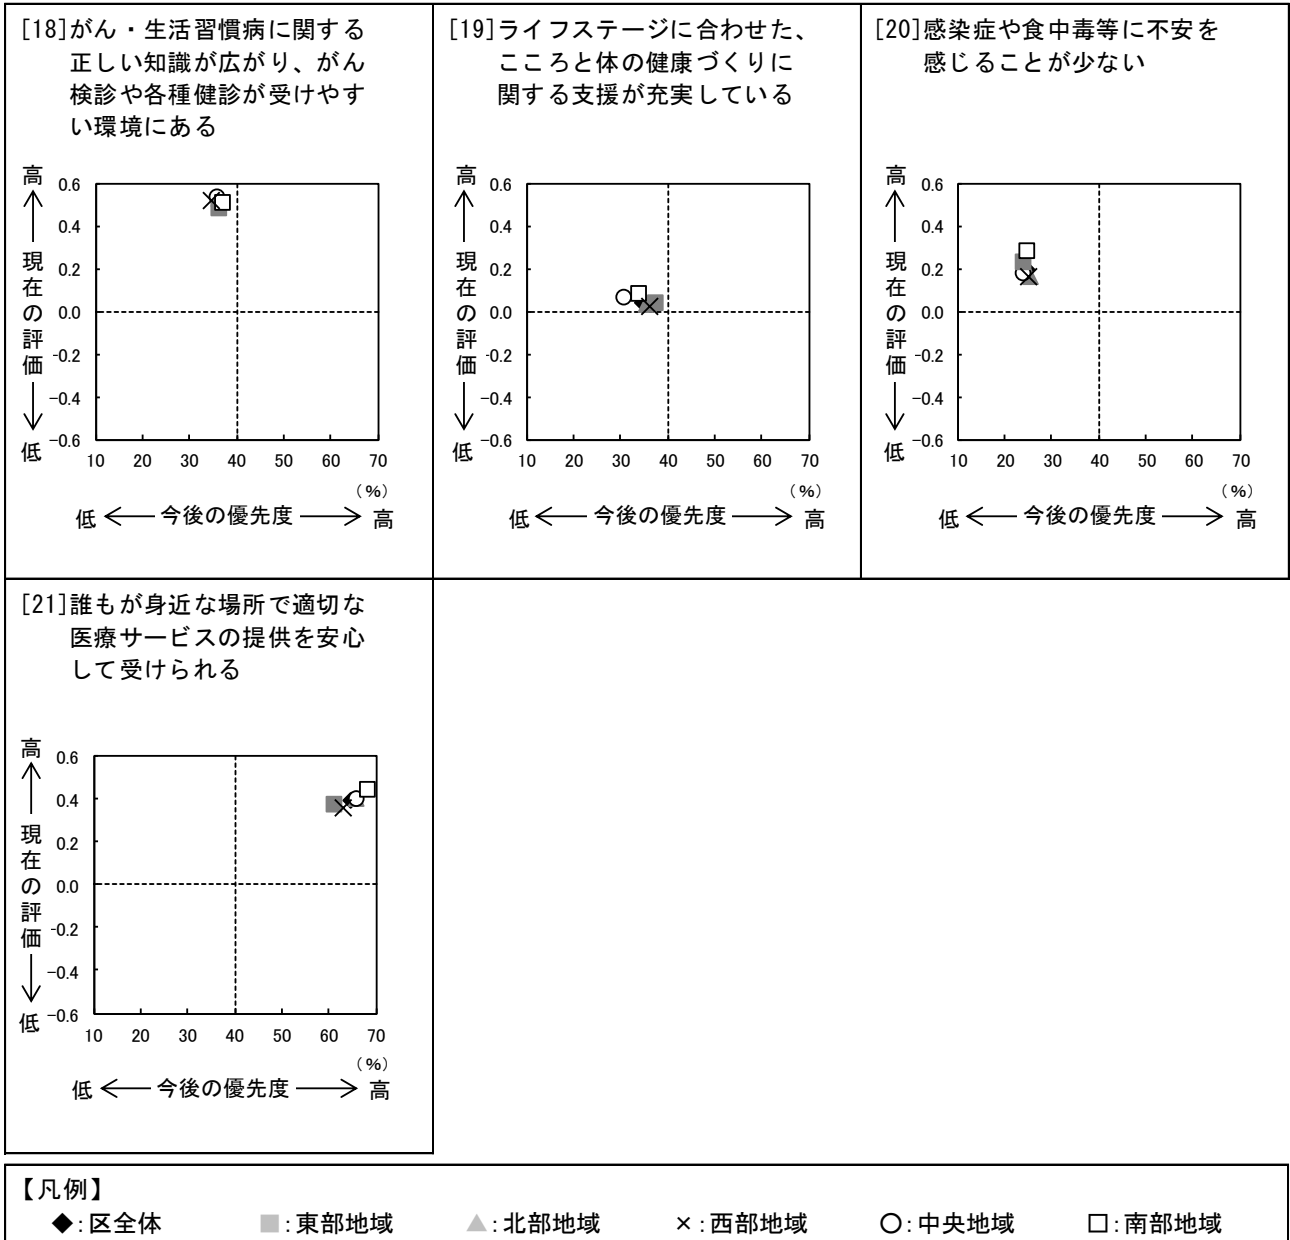 [18]がん・生活習慣病に関する
正しい知識が広がり、がん
検診や各種健診が受けやす
い環境にある
高
現在の評価
低
0.6
0.4
0.2
0.0
-0.2
-0.4
-0.6
10 20 30 40 50 60 70
(%)
低 ← 今後の優先度 → 高
[19]ライフステージに合わせた、
こころと体の健康づくりに
関する支援が充実している
高
現在の評価
低
0.6
0.4
0.2
0.0
-0.2
-0.4
-0.6
10 20 30 40 50 60 70
(%)
低 ← 今後の優先度 → 高
[20]感染症や食中毒等に不安を
感じることが少ない
高
現在の評価
低
0.6
0.4
0.2
0.0
-0.2
-0.4
-0.6
10 20 30 40 50 60 70
(%)
低 ← 今後の優先度 → 高
[21]誰もが身近な場所で適切な
医療サービスの提供を安心
して受けられる
高
現在の評価
低
0.6
0.4
0.2
0.0
-0.2
-0.4
-0.6
10 20 30 40 50 60 70
(%)
低 ← 今後の優先度 → 高
【凡例】
◆:区全体 ■:東部地域 ▲:北部地域 ×:西部地域 ○:中央地域 □:南部地域